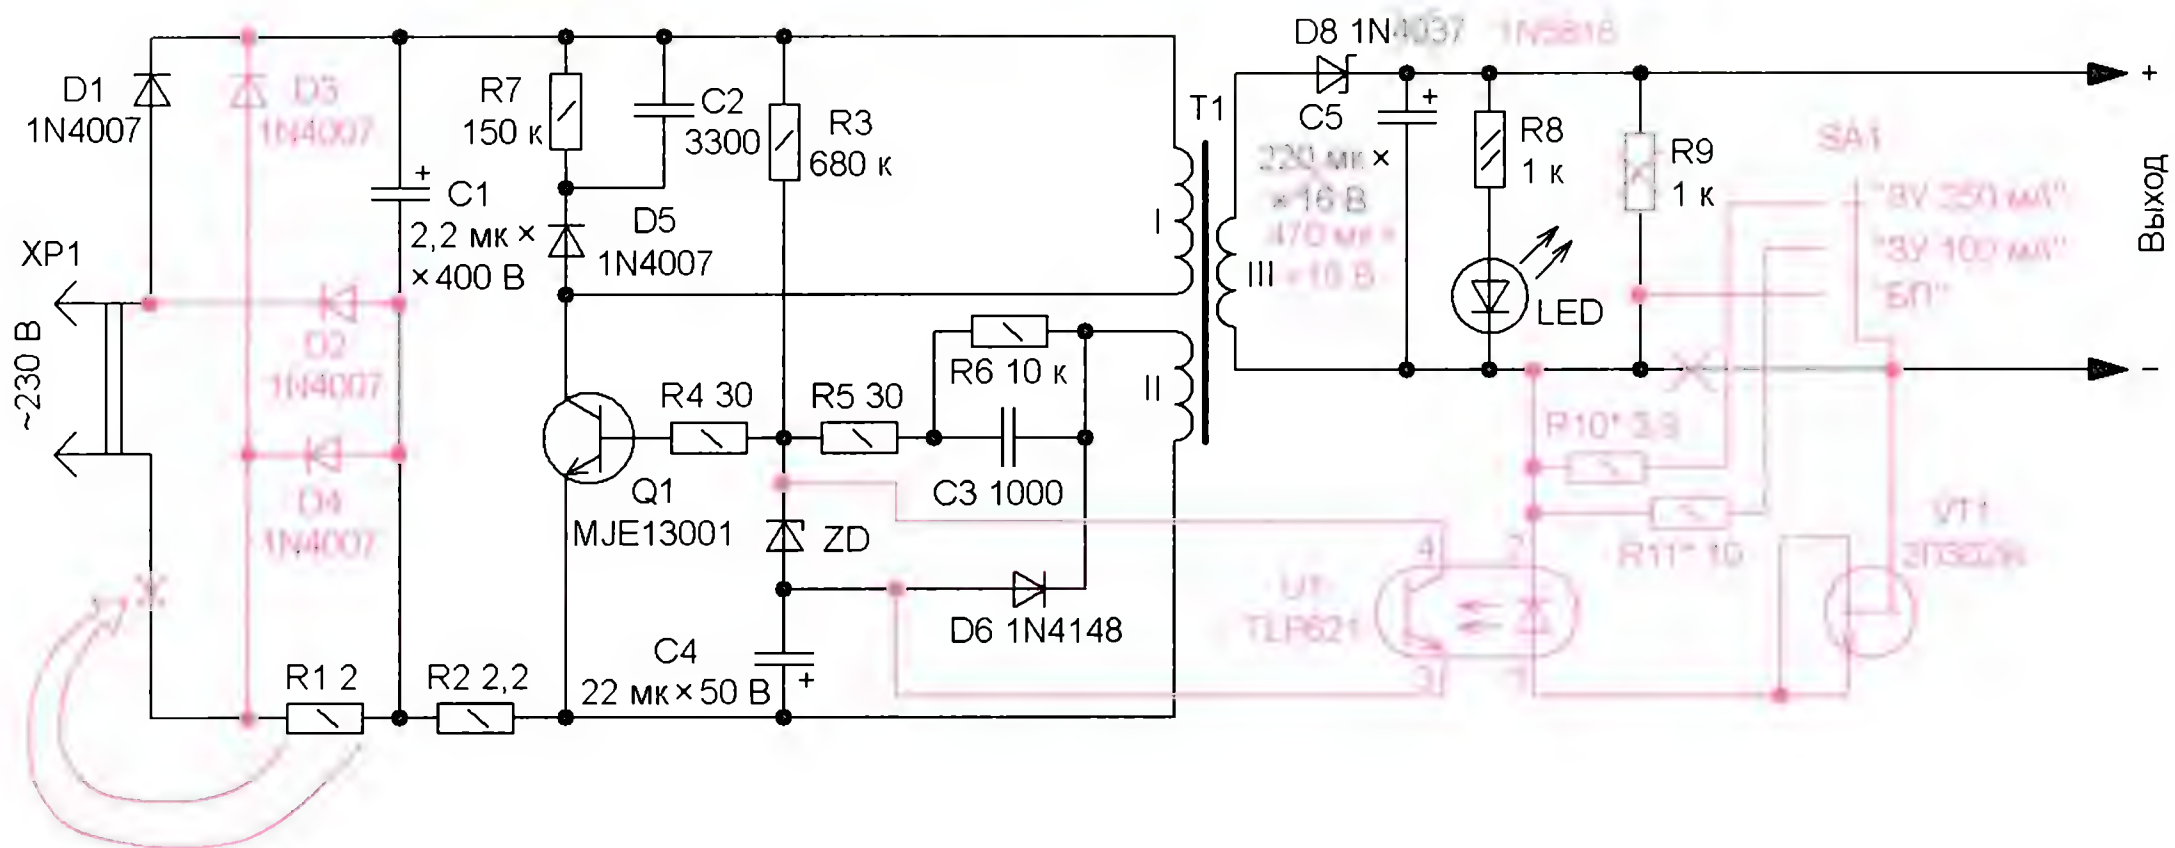 XP1
~230 В
D1
1N4007
D3
1N4007
D2
1N4007
D4
1N4007
C1
2,2 мк ×
×400 В
R1 2
R2 2,2
R7
150 к
C2
3300
D5
1N4007
R3
680 к
Q1
MJE13001
R4 30
R5 30
R6 10 к
C3 1000
ZD
D6 1N4148
C4
22 мк×50 В
T1
I
II
III
D8 1N4037 1N5818
C5
220 мк ×
×16 В
470 мк ×
×16 В
R8
1 к
LED
R9
1 к
SA1
"ЗУ 250 мА"
"ЗУ 100 мА"
"БП"
+
Выход
−
R10* 3,9
R11* 10
U1
TLP621
4
2
3
1
VT1